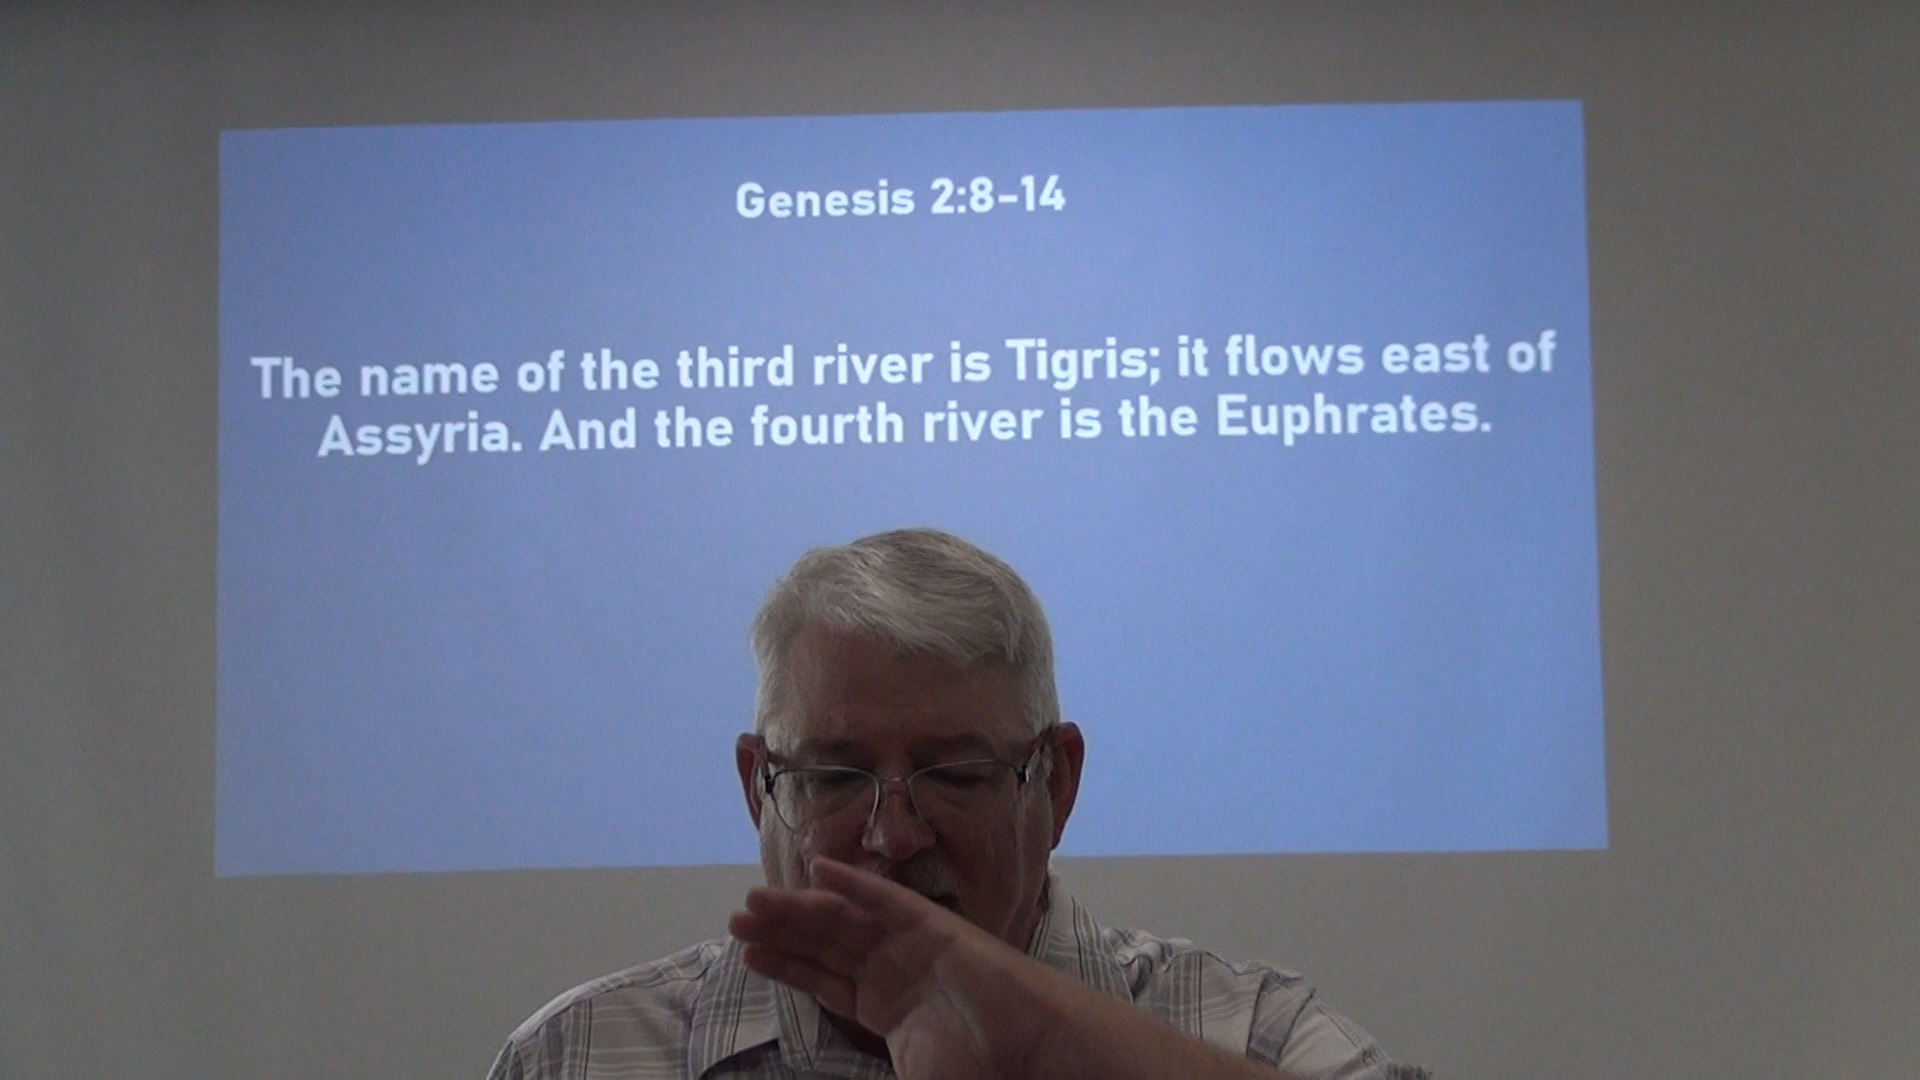 Genesis 2:8-14
The name of the third river is Tigris; it flows east of
Assyria. And the fourth river is the Euphrates.